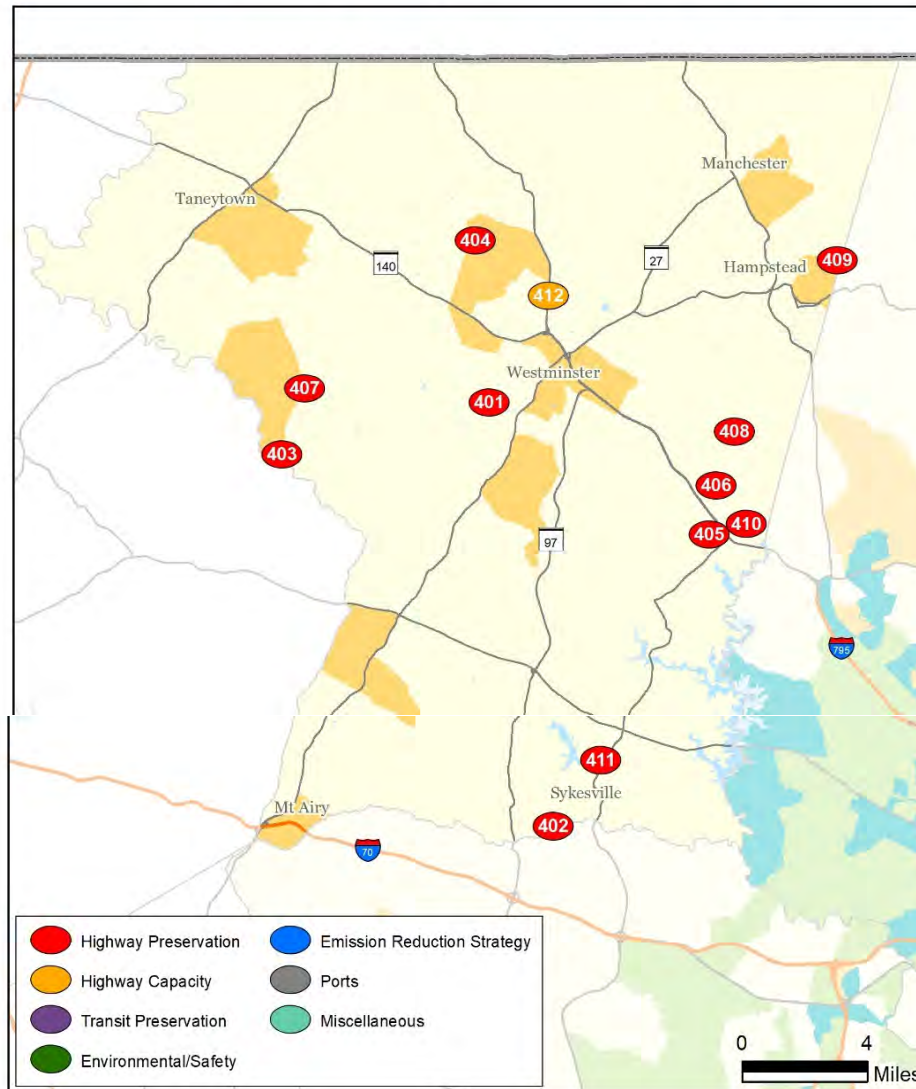 Manchester
Taneytown
404
140
27
409
Hampstead
412
Westminster
407
401
408
403
406
410
405
97
795
411
Sykesville
Mt Airy
402
70
Highway Preservation
Emission Reduction Strategy
Highway Capacity
Ports
Transit Preservation
Miscellaneous
Environmental/Safety
0 4
Miles